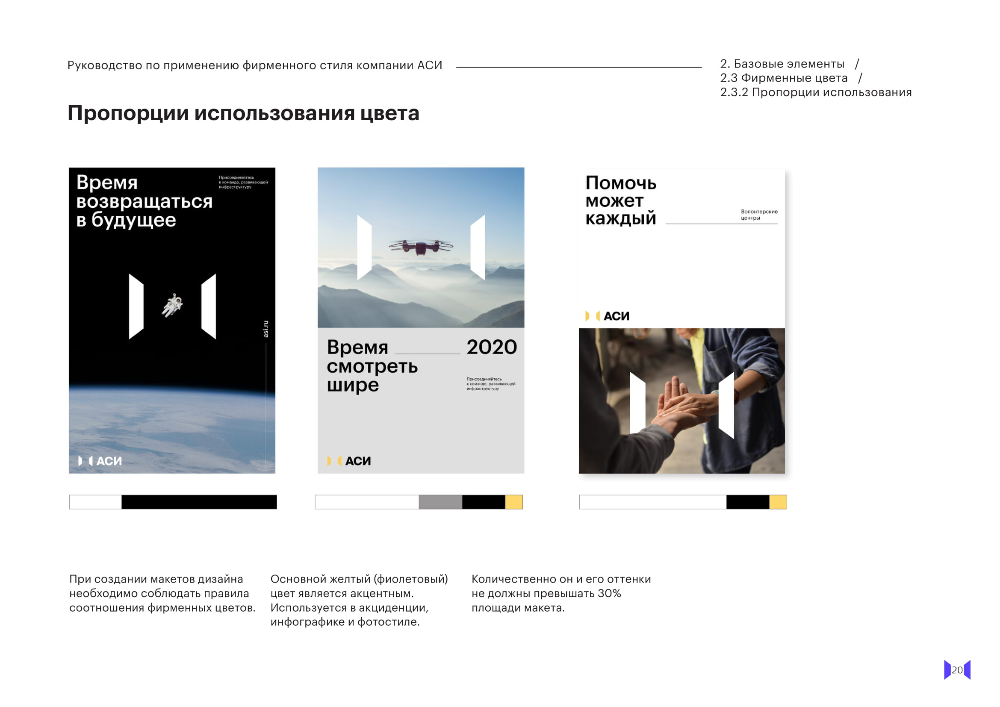 Руководство по применению фирменного стиля компании АСИ
2. Базовые элементы /
2.3 Фирменные цвета /
2.3.2 Пропорции использования
Пропорции использования цвета
Время
возвращаться
в будущее
Присоединяйтесь
к команде, развивающей
инфраструктуру
asi.ru
АСИ
Время
смотреть
шире
2020
Присоединяйтесь
к команде, развивающей
инфраструктуру
АСИ
Помочь
может
каждый
Волонтерские
центры
АСИ
При создании макетов дизайна
необходимо соблюдать правила
соотношения фирменных цветов.
Основной желтый (фиолетовый)
цвет является акцентным.
Используется в акциденции,
инфографике и фотостиле.
Количественно он и его оттенки
не должны превышать 30%
площади макета.
20